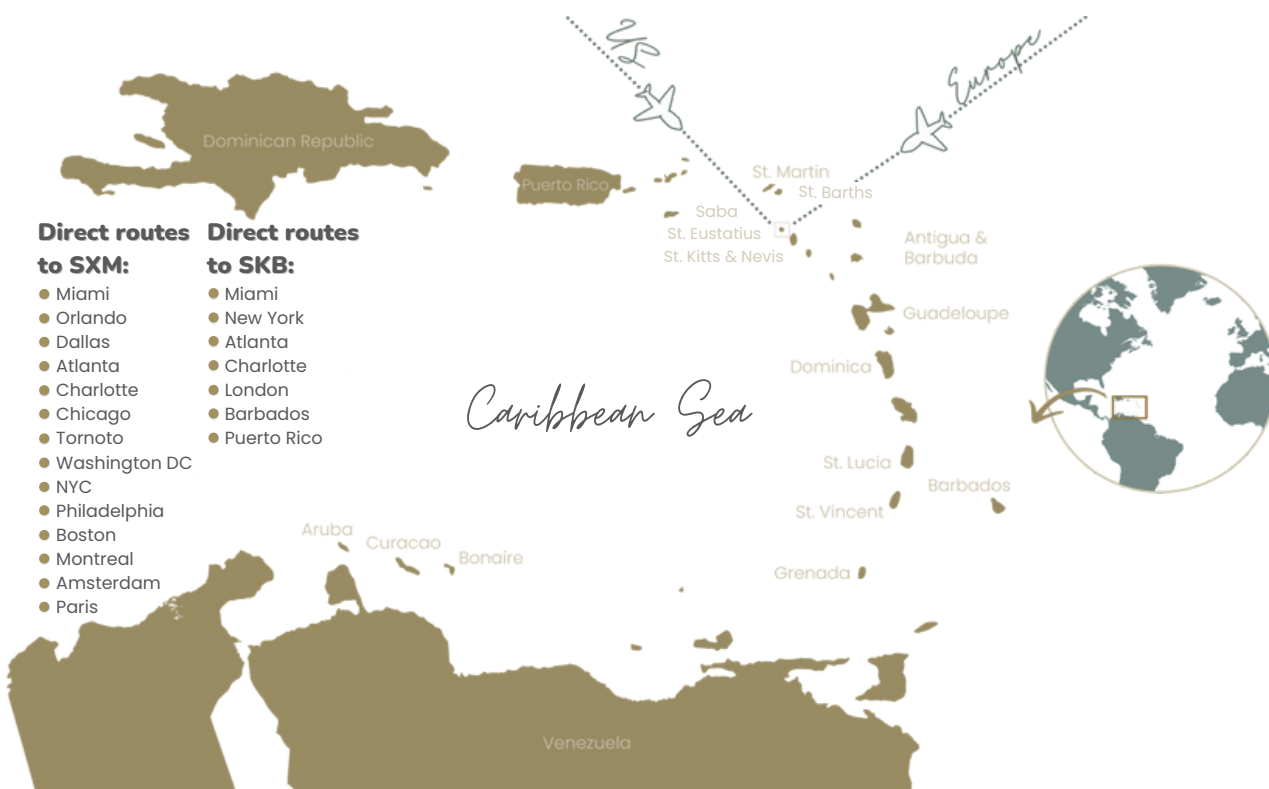 US
Europe
Dominican Republic
Puerto Rico
St. Martin
St. Barths
Saba
St. Eustatius
St. Kitts & Nevis
Antigua &
Barbuda
Guadeloupe
Dominica
Caribbean Sea
St. Lucia
Barbados
St. Vincent
Grenada
Aruba
Curacao
Bonaire
Venezuela
Direct routes
to SXM:
Miami
Orlando
Dallas
Atlanta
Charlotte
Chicago
Tornoto
Washington DC
NYC
Philadelphia
Boston
Montreal
Amsterdam
Paris
Direct routes
to SKB:
Miami
New York
Atlanta
Charlotte
London
Barbados
Puerto Rico